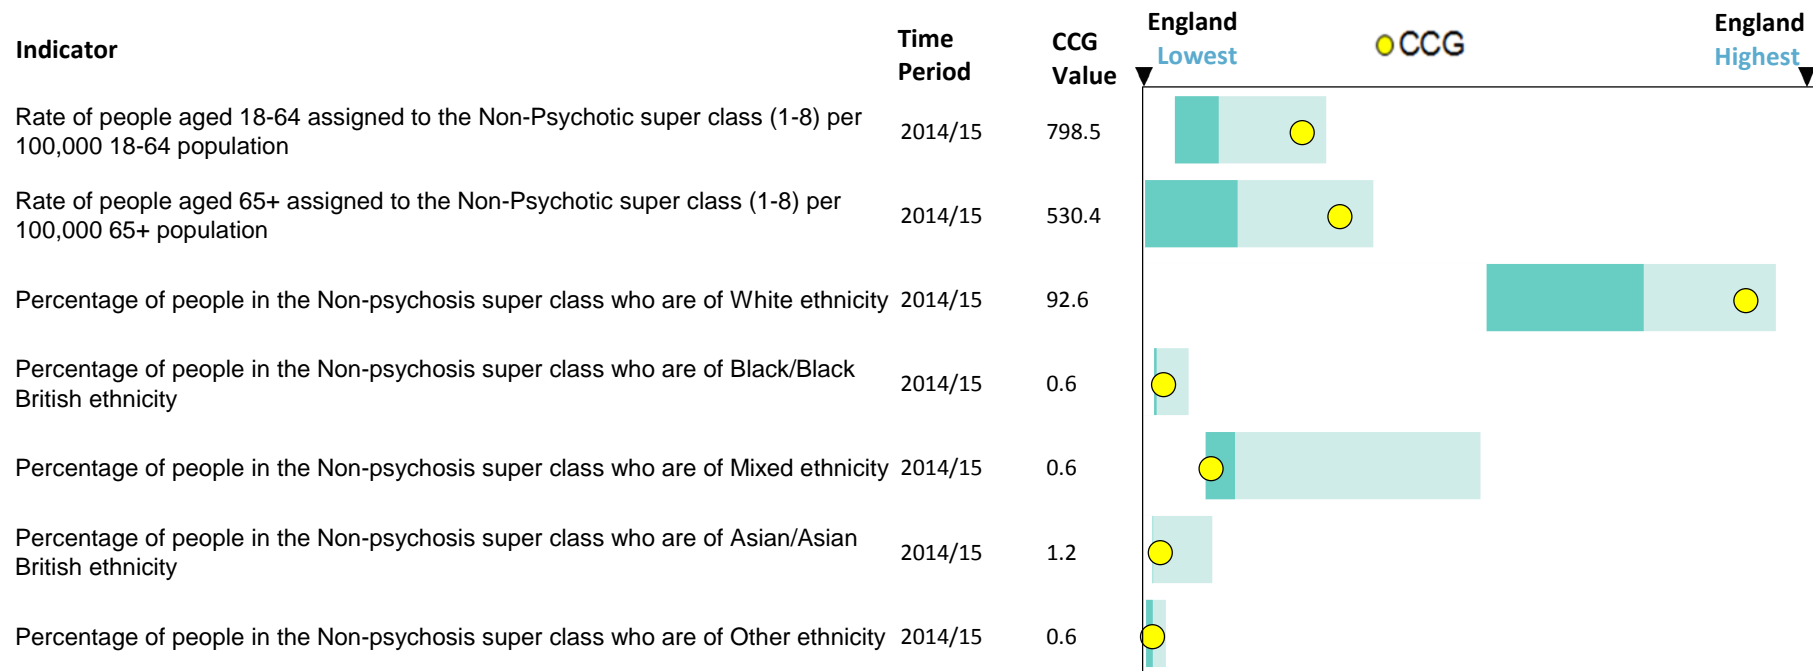 Indicator
Time
Period
CCG
Value
England
Lowest
CCG
England
Highest
Rate of people aged 18-64 assigned to the Non-Psychotic super class (1-8) per
100,000 18-64 population
2014/15
798.5
Rate of people aged 65+ assigned to the Non-Psychotic super class (1-8) per
100,000 65+ population
2014/15
530.4
Percentage of people in the Non-psychosis super class who are of White ethnicity
2014/15
92.6
Percentage of people in the Non-psychosis super class who are of Black/Black
British ethnicity
2014/15
0.6
Percentage of people in the Non-psychosis super class who are of Mixed ethnicity
2014/15
0.6
Percentage of people in the Non-psychosis super class who are of Asian/Asian
British ethnicity
2014/15
1.2
Percentage of people in the Non-psychosis super class who are of Other ethnicity
2014/15
0.6